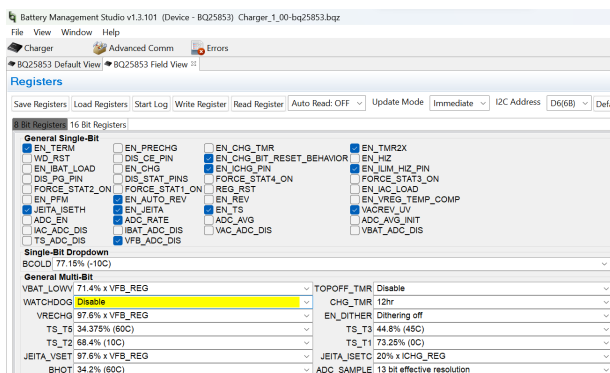 Battery Management Studio v1.3.101 (Device - BQ25853) Charger_1_00-bq25853.bqz
File View Window Help
Charger Advanced Comm Errors
BQ25853 Default View BQ25853 Field View
Registers
Save Registers Load Registers Start Log Write Register Read Register Auto Read: OFF Update Mode Immediate I2C Address D6(6B)
8 Bit Registers 16 Bit Registers
General Single-Bit
EN_TERM EN_PRECHG EN_CHG_TMR EN_TMR2X
WD_RST DIS_CE_PIN EN_CHG_BIT_RESET_BEHAVIOR EN_HIZ
EN_IBAT_LOAD EN_CHG EN_ICHG_PIN EN_ILIM_HIZ_PIN
DIS_PG_PIN DIS_STAT_PINS FORCE_STAT4_ON FORCE_STAT3_ON
FORCE_STAT2_ON FORCE_STAT1_ON REG_RST EN_IAC_LOAD
EN_PFM EN_AUTO_REV EN_REV EN_VREG_TEMP_COMP
JEITA_ISETH EN_JEITA EN_TS VACREV_UV
ADC_EN ADC_RATE ADC_AVG ADC_AVG_INIT
IAC_ADC_DIS IBAT_ADC_DIS VAC_ADC_DIS VBAT_ADC_DIS
TS_ADC_DIS VFB_ADC_DIS
Single-Bit Dropdown
BCOLD 77.15% (-10C)
General Multi-Bit
VBAT_LOWV 71.4% x VFB_REG TOPOFF_TMR Disable
WATCHDOG Disable CHG_TMR 12hr
VRECHG 97.6% x VFB_REG EN_DITHER Dithering off
TS_T5 34.375% (60C) TS_T3 44.8% (45C)
TS_T2 68.4% (10C) TS_T1 73.25% (0C)
JEITA_VSET 97.6% x VFB_REG JEITA_ISETC 20% x ICHG_REG
BHOT 34.2% (60C) ADC_SAMPLE 13 bit effective resolution